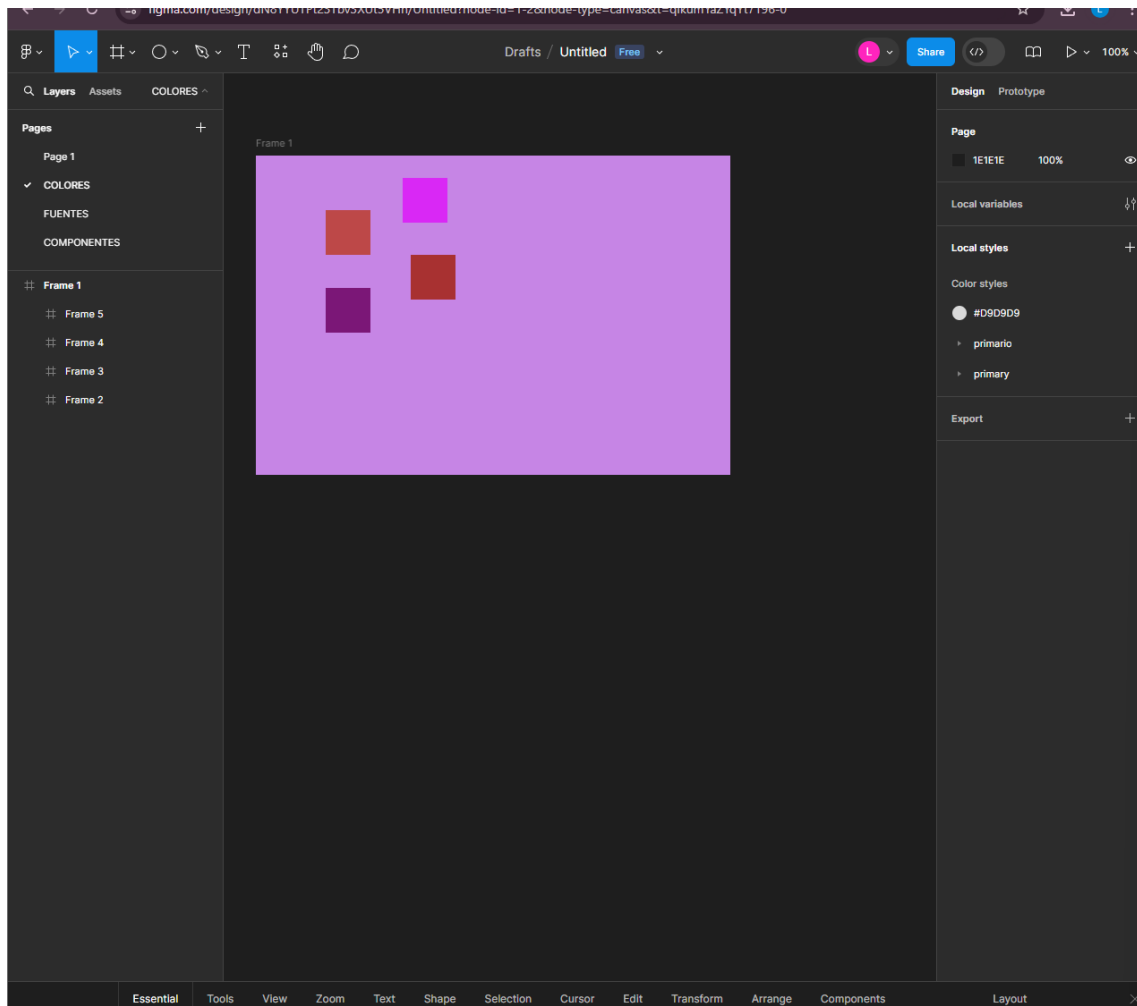 Drafts / Untitled Free
L
Share
100%
Layers Assets COLORES
Design Prototype
Pages
Page
Page 1
1E1E1E 100%
COLORES
FUENTES
COMPONENTES
Frame 1
Local variables
Local styles
Color styles
#D9D9D9
primario
primary
Export
Frame 1
Frame 5
Frame 4
Frame 3
Frame 2
Essential Tools View Zoom Text Shape Selection Cursor Edit Transform Arrange Components Layout